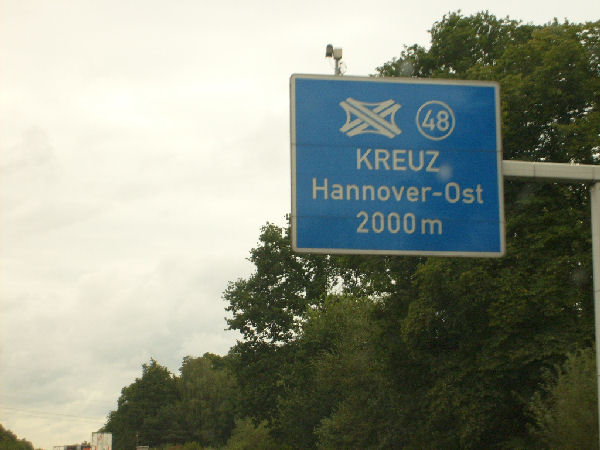 48
KREUZ
Hannover-Ost
2000 m